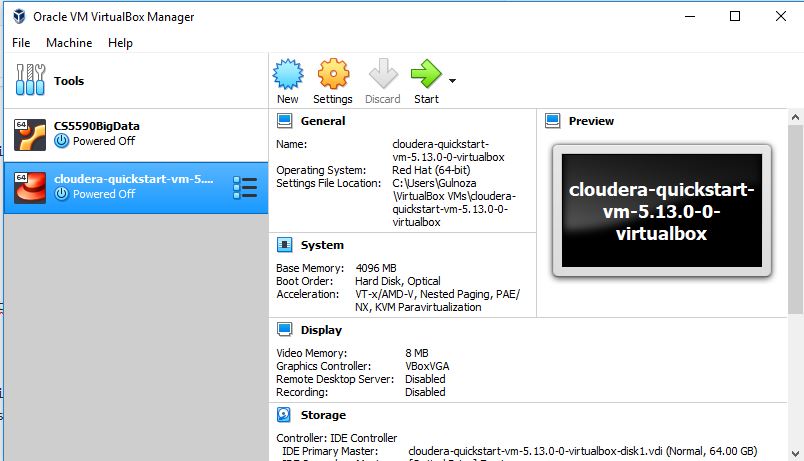 Oracle VM VirtualBox Manager
File Machine Help
Tools
New Settings Discard Start
64 CS5590BigData
Powered Off
64 cloudera-quickstart-vm-5....
Powered Off
General
Name: cloudera-quickstart-
vm-5.13.0-0-virtualbox
Operating System: Red Hat (64-bit)
Settings File Location: C:\Users\Gulnoza
\VirtualBox VMs\cloudera-
quickstart-vm-5.13.0-0-
virtualbox
Preview
cloudera-quickstart-
vm-5.13.0-0-
virtualbox
System
Base Memory: 4096 MB
Boot Order: Hard Disk, Optical
Acceleration: VT-x/AMD-V, Nested Paging, PAE/
NX, KVM Paravirtualization
Display
Video Memory: 8 MB
Graphics Controller: VBoxVGA
Remote Desktop Server: Disabled
Recording: Disabled
Storage
Controller: IDE Controller
IDE Primary Master: cloudera-quickstart-vm-5.13.0-0-virtualbox-disk1.vdi (Normal, 64.00 GB)